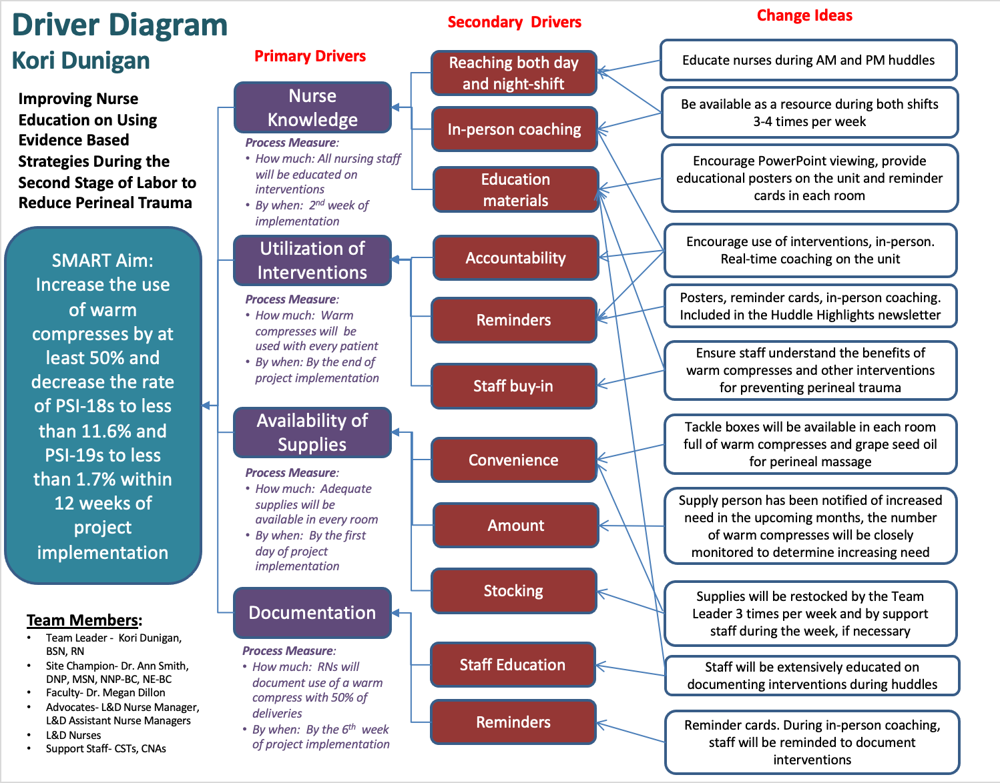 Driver Diagram
Kori Dunigan
Improving Nurse
Education on Using
Evidence Based
Strategies During the
Second Stage of Labor to
Reduce Perineal Trauma
SMART Aim:
Increase the use
of warm
compresses by at
least 50% and
decrease the rate
of PSI-18s to less
than 11.6% and
PSI-19s to less
than 1.7% within
12 weeks of
project
implementation
Team Members:
• Team Leader - Kori Dunigan,
BSN, RN
• Site Champion- Dr. Ann Smith,
DNP, MSN, NNP-BC, NE-BC
• Faculty- Dr. Megan Dillon
• Advocates- L&D Nurse Manager,
L&D Assistant Nurse Managers
• L&D Nurses
• Support Staff- CSTs, CNAs
Primary Drivers
Nurse
Knowledge
Process Measure:
• How much: All nursing staff
will be educated on
interventions
• By when: 2nd week of
implementation
Utilization of
Interventions
Process Measure:
• How much: Warm
compresses will be
used with every patient
• By when: By the end of
project implementation
Availability of
Supplies
Process Measure:
• How much: Adequate
supplies will be
available in every room
• By when: By the first
day of project
implementation
Documentation
Process Measure:
• How much: RNs will
document use of a warm
compress with 50% of
deliveries
• By when: By the 6th week
of project implementation
Secondary Drivers
Reaching both day
and night-shift
In-person coaching
Education
materials
Accountability
Reminders
Staff buy-in
Convenience
Amount
Stocking
Staff Education
Reminders
Change Ideas
Educate nurses during AM and PM huddles
Be available as a resource during both shifts
3-4 times per week
Encourage PowerPoint viewing, provide
educational posters on the unit and reminder
cards in each room
Encourage use of interventions, in-person.
Real-time coaching on the unit
Posters, reminder cards, in-person coaching.
Included in the Huddle Highlights newsletter
Ensure staff understand the benefits of
warm compresses and other interventions
for preventing perineal trauma
Tackle boxes will be available in each room
full of warm compresses and grape seed oil
for perineal massage
Supply person has been notified of increased
need in the upcoming months, the number
of warm compresses will be closely
monitored to determine increasing need
Supplies will be restocked by the Team
Leader 3 times per week and by support
staff during the week, if necessary
Staff will be extensively educated on
documenting interventions during huddles
Reminder cards. During in-person coaching,
staff will be reminded to document
interventions